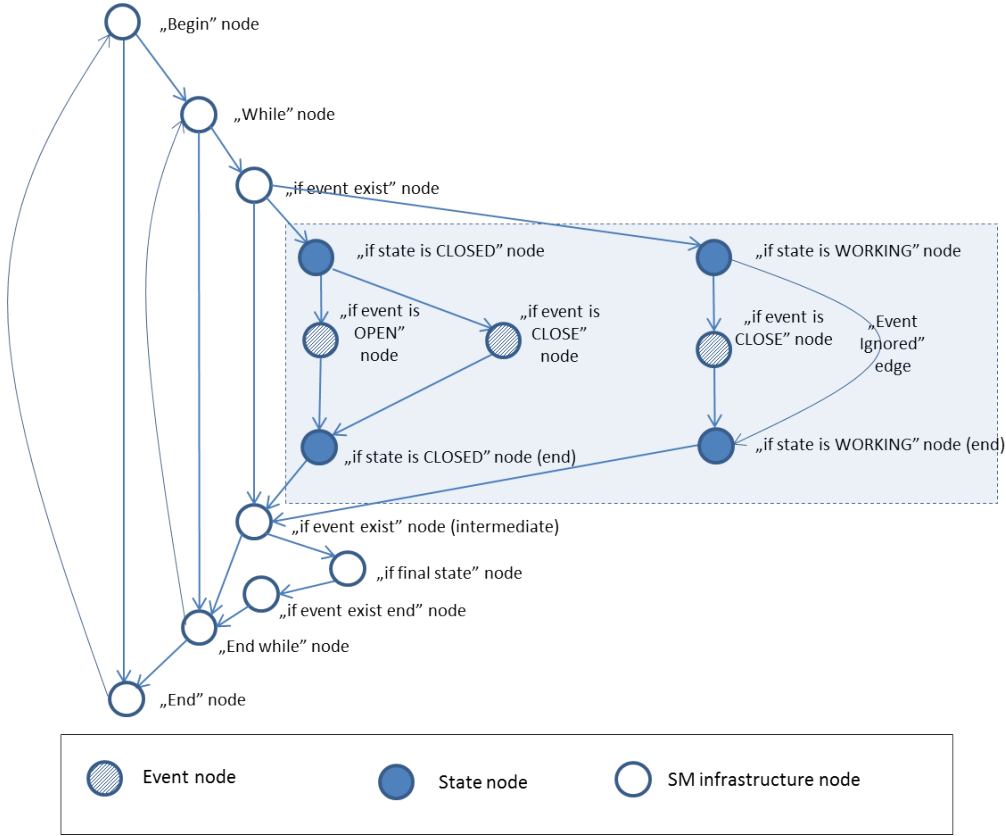 „Begin” node
„While” node
„if event exist” node
„if state is CLOSED” node
„if state is WORKING” node
„if event is
OPEN”
node
„if event is
CLOSE”
node
„if event is
CLOSE” node
„Event
Ignored”
edge
„if state is CLOSED” node (end)
„if state is WORKING” node (end)
„if event exist” node (intermediate)
„if final state” node
„if event exist end” node
„End while” node
„End” node
Event node
State node
SM infrastructure node